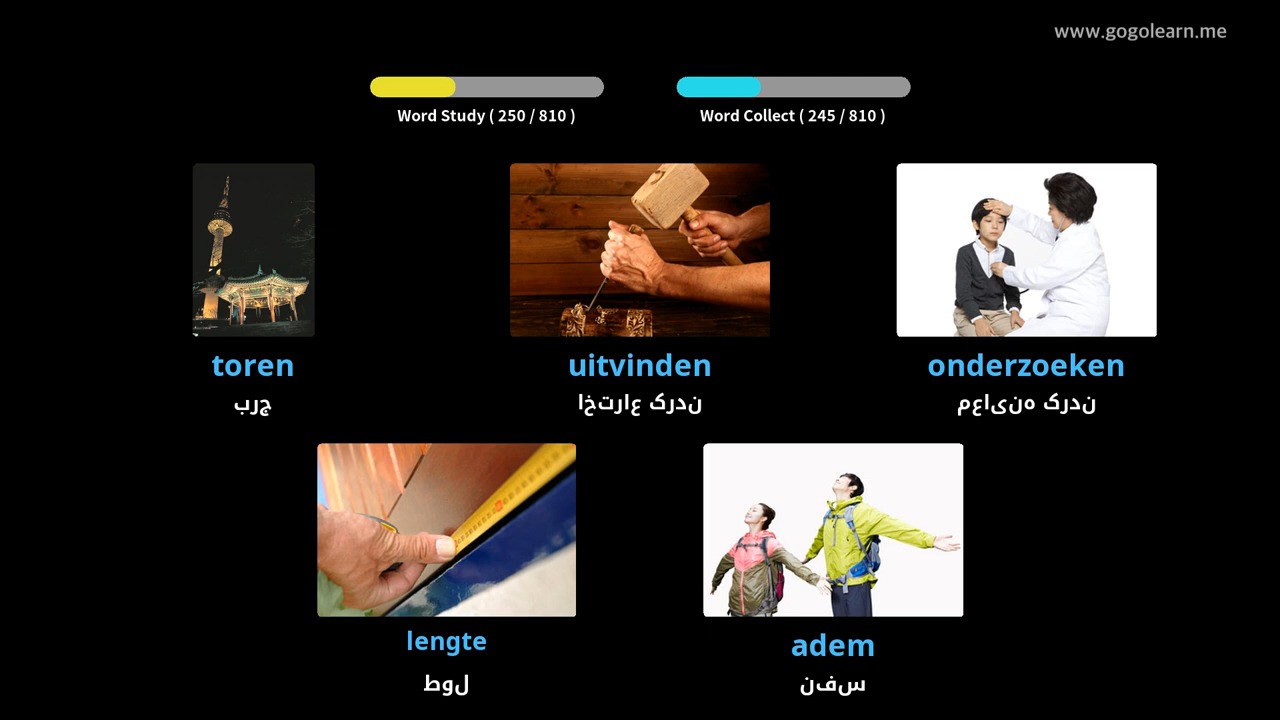 www.gogolearn.me
Word Study ( 250 / 810 )
Word Collect ( 245 / 810 )
toren
جرب
uitvinden
ندرک عارتخا
onderzoeken
ندرک هنیاعم
lengte
لوط
adem
سفن